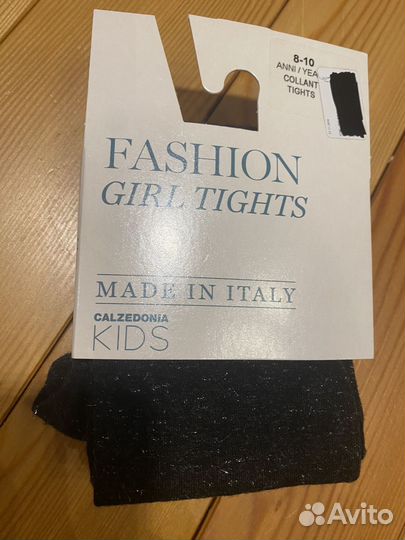 8-10
ANNI / YEA
COLLANT
TIGHTS
FASHION
GIRL TIGHTS
MADE IN ITALY
CALZEDONIA
KIDS
Avito